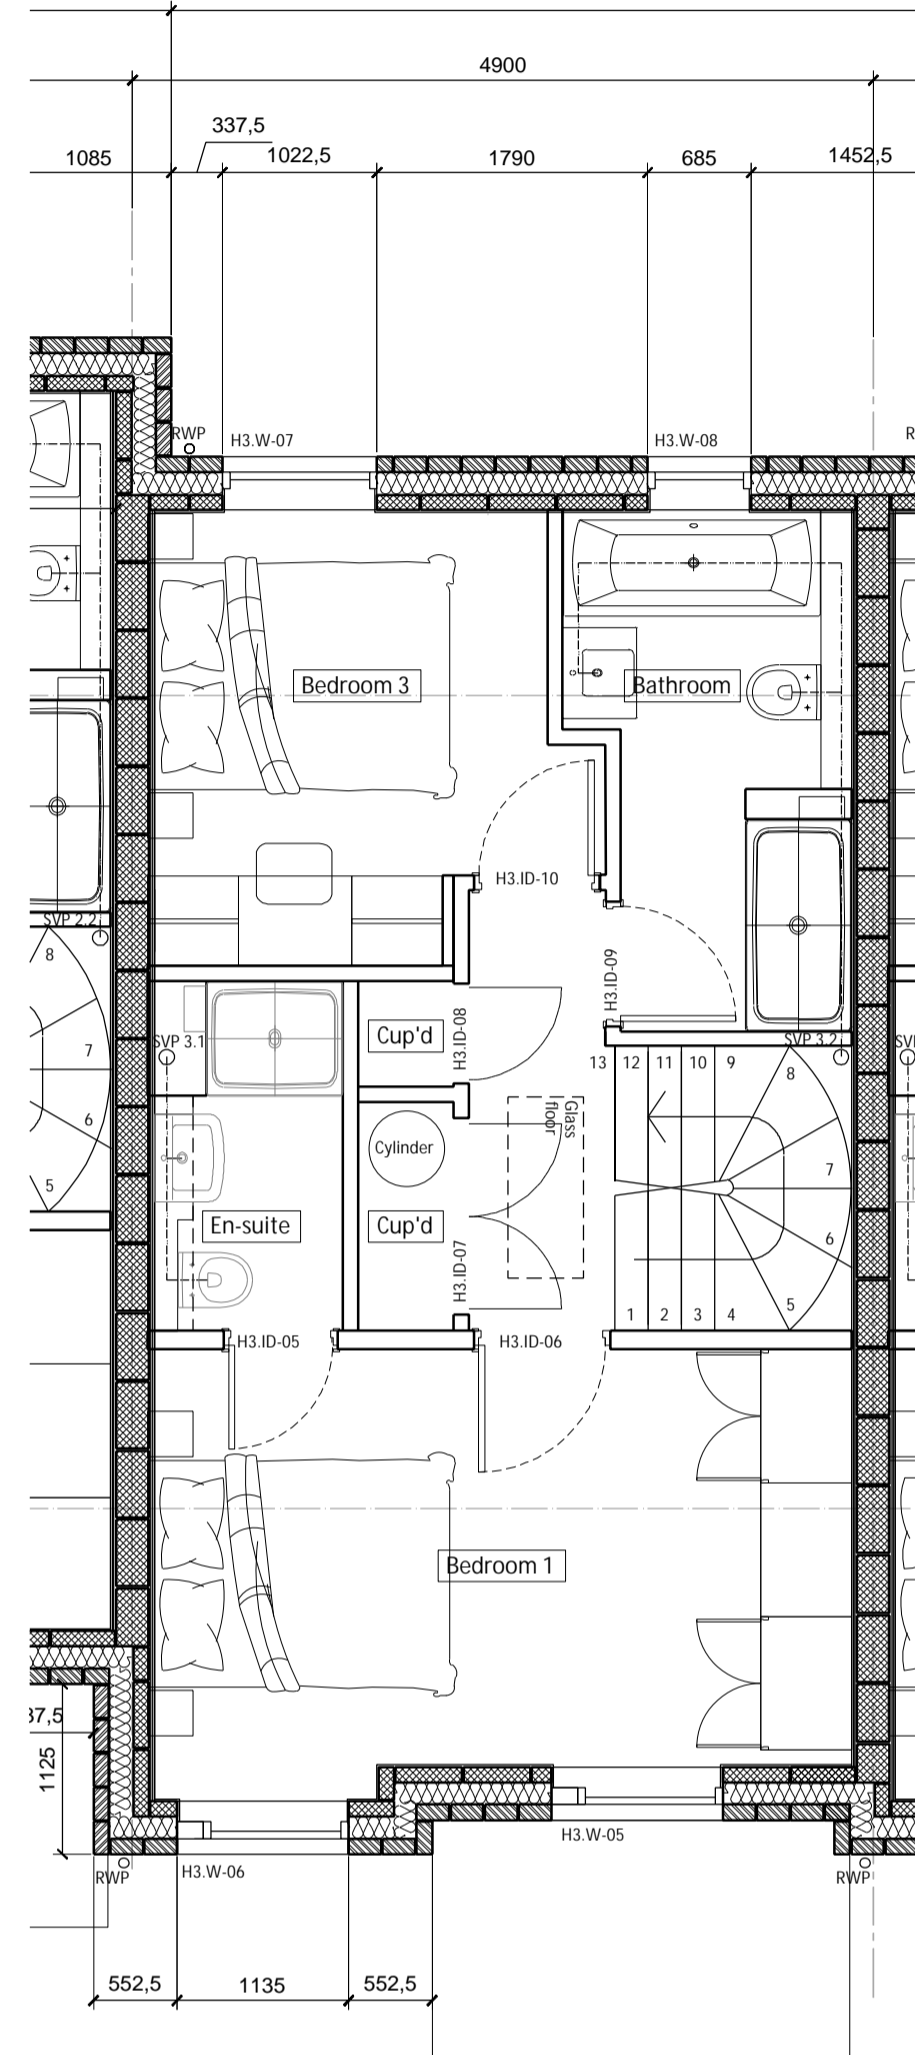 4900
337,5
1085
1022,5
1790
685
1452,5
RWP
H3.W-07
H3.W-08
R
Bedroom 3
Bathroom
H3.ID-10
SVP 2.2
8
7
6
5
H3.ID-09
Cup'd
H3.ID-08
SVP 3.1
SVP 3.2
SVP
13
12
11
10
9
8
7
6
5
1
2
3
4
Glass
floor
Cylinder
En-suite
Cup'd
H3.ID-07
H3.ID-05
H3.ID-06
Bedroom 1
37,5
1125
H3.W-05
RWP
H3.W-06
RWP
552,5
1135
552,5